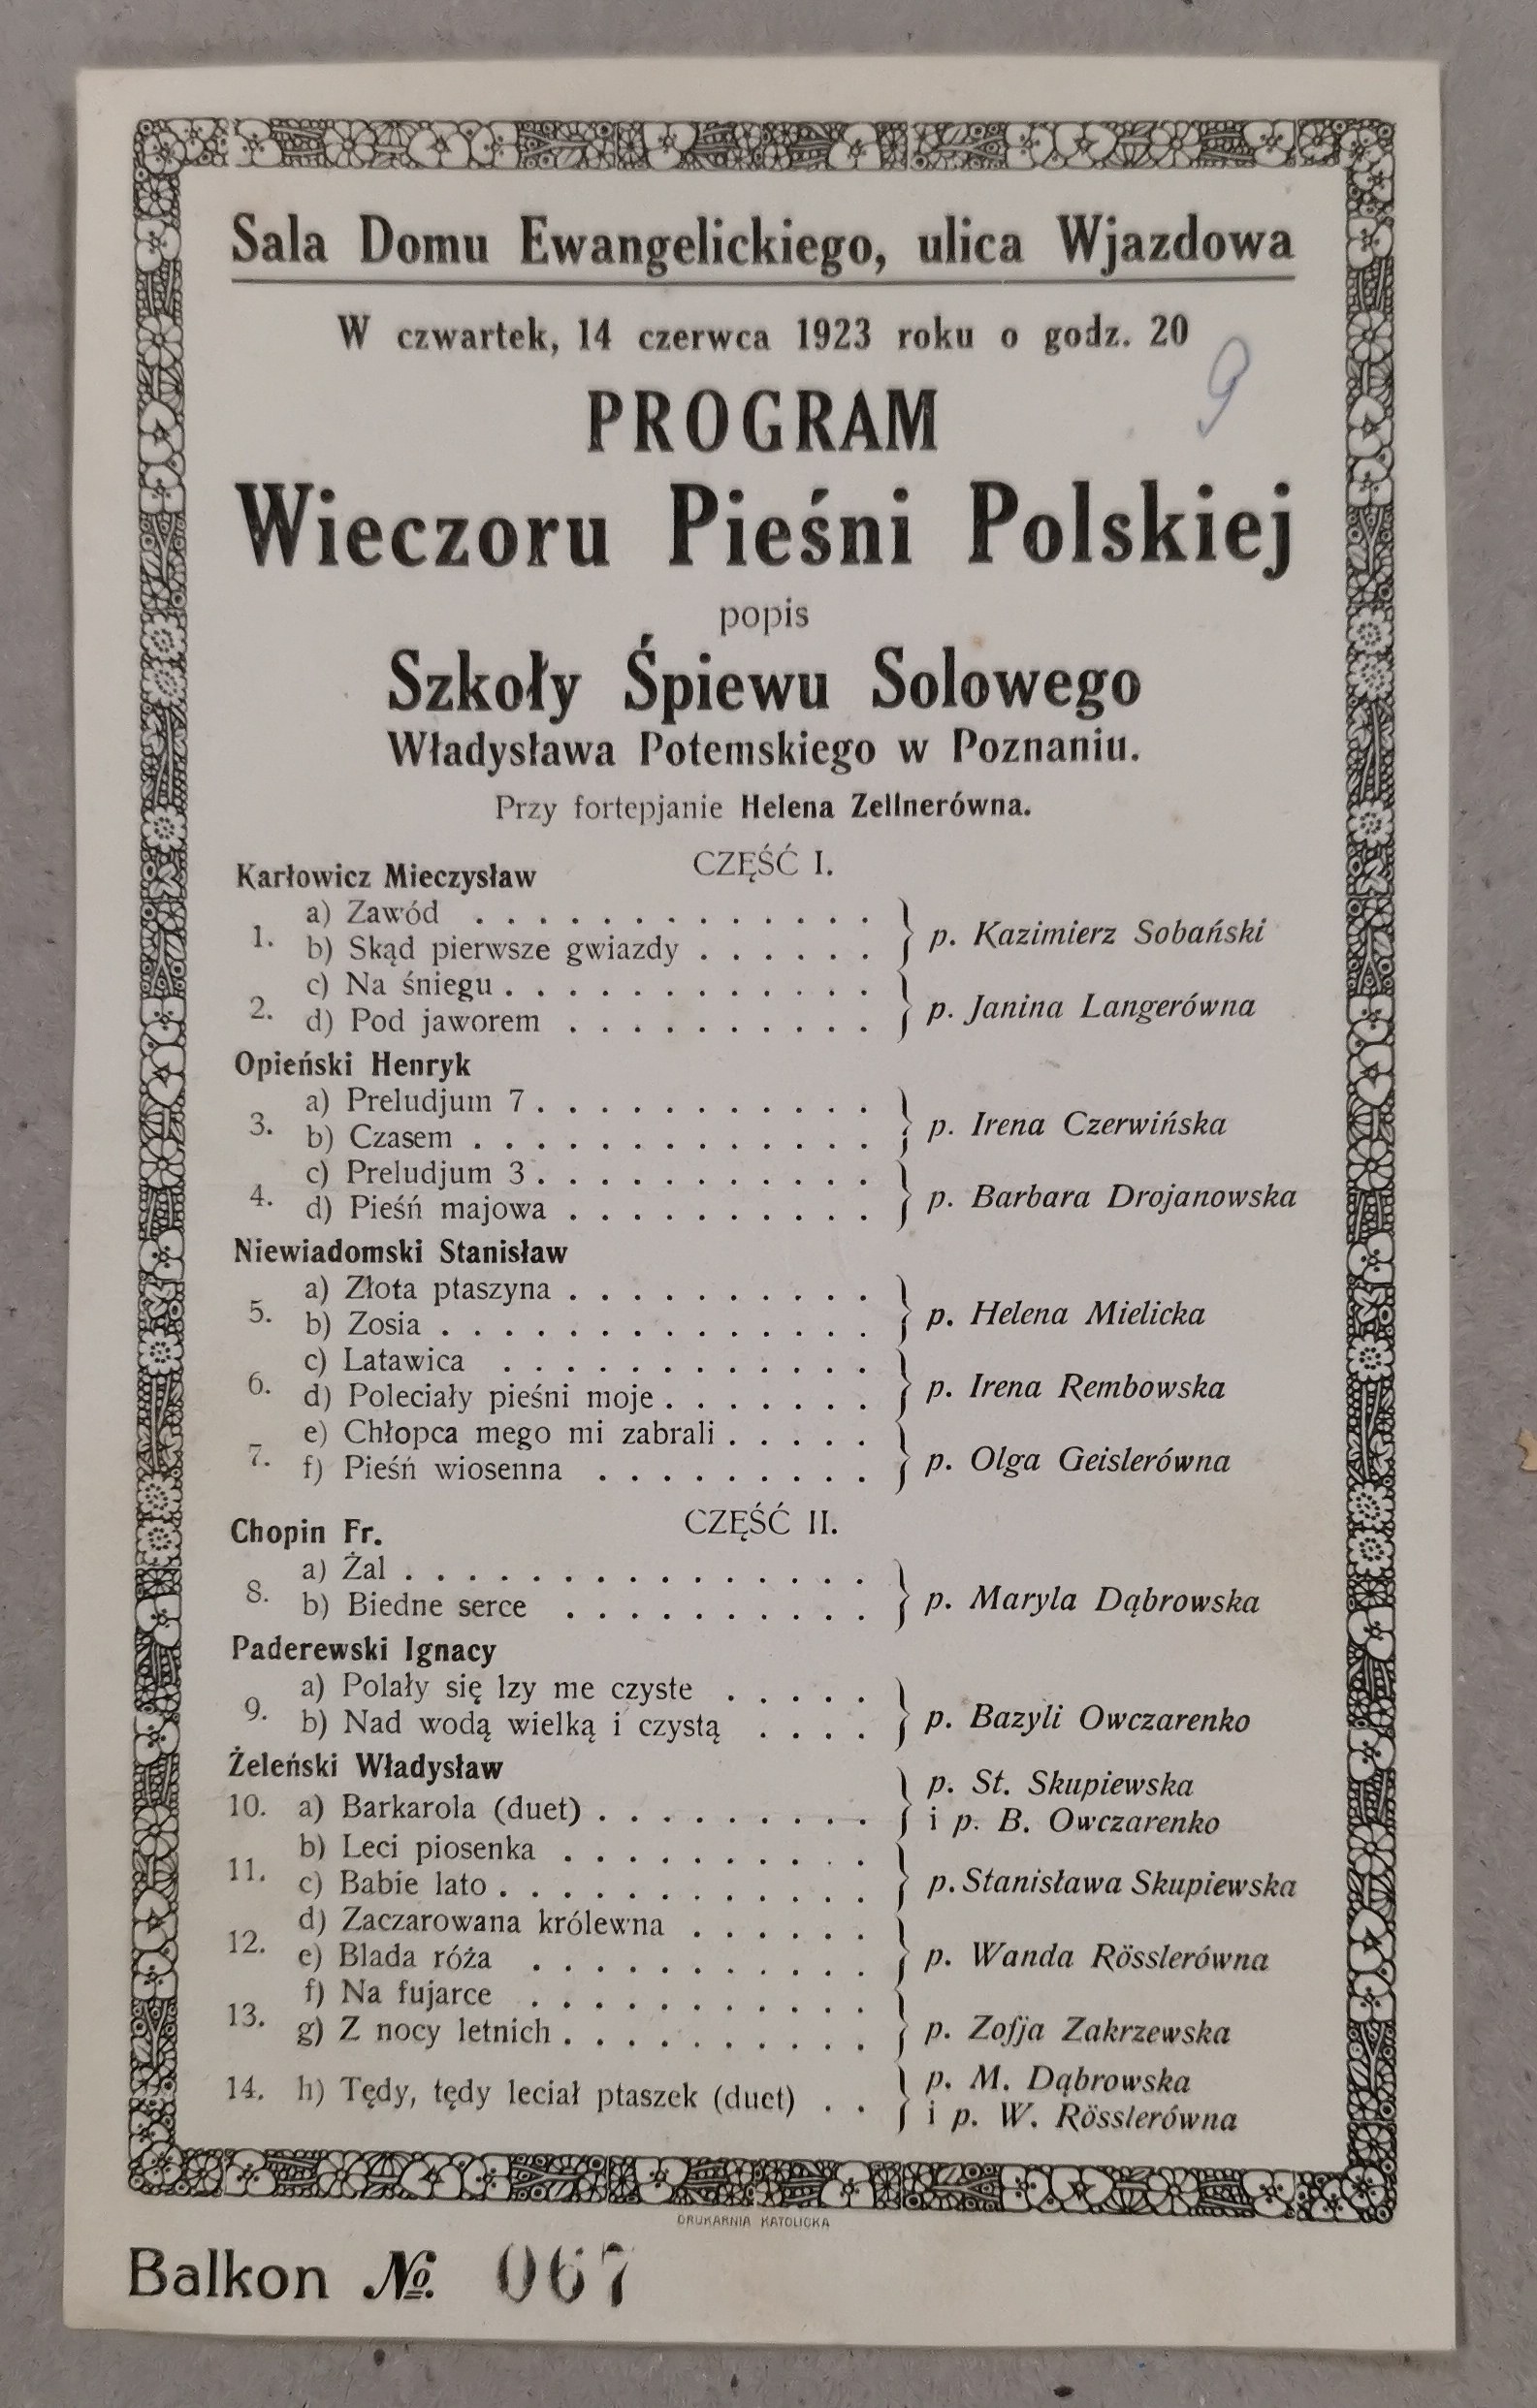 Sala Domu Ewangelickiego, ulica Wjazdowa
W czwartek, 14 czerwca 1923 roku o godz. 20
9
PROGRAM
Wieczoru Pieśni Polskiej
popis
Szkoły Śpiewu Solowego
Władysława Potemskiego w Poznaniu.
Przy fortepjanie Helena Zellnerówna.
CZĘŚĆ I.
Karłowicz Mieczysław
1. a) Zawód . . . . . . . . . . . . .
b) Skąd pierwsze gwiazdy . . . . . . } p. Kazimierz Sobański
2. c) Na śniegu . . . . . . . . . . . .
d) Pod jaworem . . . . . . . . . . } p. Janina Langerówna
Opieński Henryk
3. a) Preludjum 7 . . . . . . . . . . .
b) Czasem . . . . . . . . . . . . . } p. Irena Czerwińska
4. c) Preludjum 3 . . . . . . . . . . .
d) Pieśń majowa . . . . . . . . . . } p. Barbara Drojanowska
Niewiadomski Stanisław
5. a) Złota ptaszyna . . . . . . . . . .
b) Zosia . . . . . . . . . . . . . . } p. Helena Mielicka
6. c) Latawica . . . . . . . . . . . .
d) Poleciały pieśni moje . . . . . . . } p. Irena Rembowska
7. e) Chłopca mego mi zabrali . . . . .
f) Pieśń wiosenna . . . . . . . . . } p. Olga Geislerówna
CZĘŚĆ II.
Chopin Fr.
8. a) Żal . . . . . . . . . . . . . . .
b) Biedne serce . . . . . . . . . . } p. Maryla Dąbrowska
Paderewski Ignacy
9. a) Polały się lzy me czyste . . . . .
b) Nad wodą wielką i czystą . . . . } p. Bazyli Owczarenko
Żeleński Władysław
10. a) Barkarola (duet) . . . . . . . . . } p. St. Skupiewska
i p. B. Owczarenko
11. b) Leci piosenka . . . . . . . . . .
c) Babie lato . . . . . . . . . . . . } p. Stanisława Skupiewska
12. d) Zaczarowana królewna . . . . . .
e) Blada róża . . . . . . . . . . . } p. Wanda Rösslerówna
13. f) Na fujarce . . . . . . . . . . .
g) Z nocy letnich . . . . . . . . . . } p. Zofja Zakrzewska
14. h) Tędy, tędy leciał ptaszek (duet) . . } p. M. Dąbrowska
i p. W. Rösslerówna
DRUKARNIA KATOLICKA
Balkon № 067